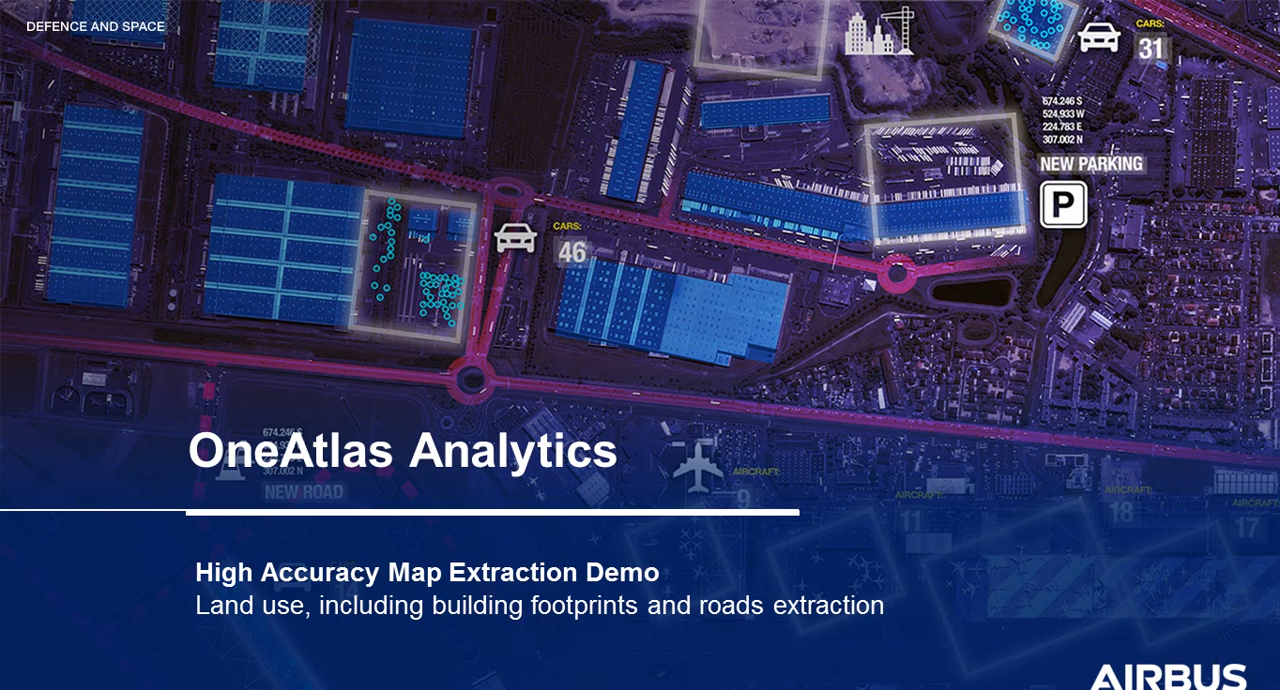 DEFENCE AND SPACE
CARS:
31
674.246 S
524.933 W
224.783 E
307.002 N
NEW PARKING
P
CARS:
46
674.246 S
307.002 N
NEW ROAD
OneAtlas Analytics
AIRCRAFT:
9
AIRCRAFT:
11
AIRCRAFT:
18
AIRCRAFT:
17
High Accuracy Map Extraction Demo
Land use, including building footprints and roads extraction
AIRBUS